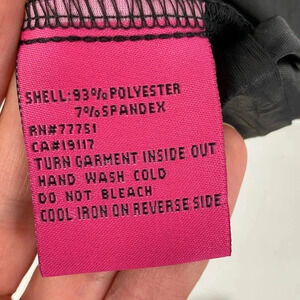 SHELL: 93% POLYESTER
7% SPANDEX
RN#77751
CA#19117
TURN GARMENT INSIDE OUT
HAND WASH COLD
DO NOT BLEACH
COOL IRON ON REVERSE SIDE